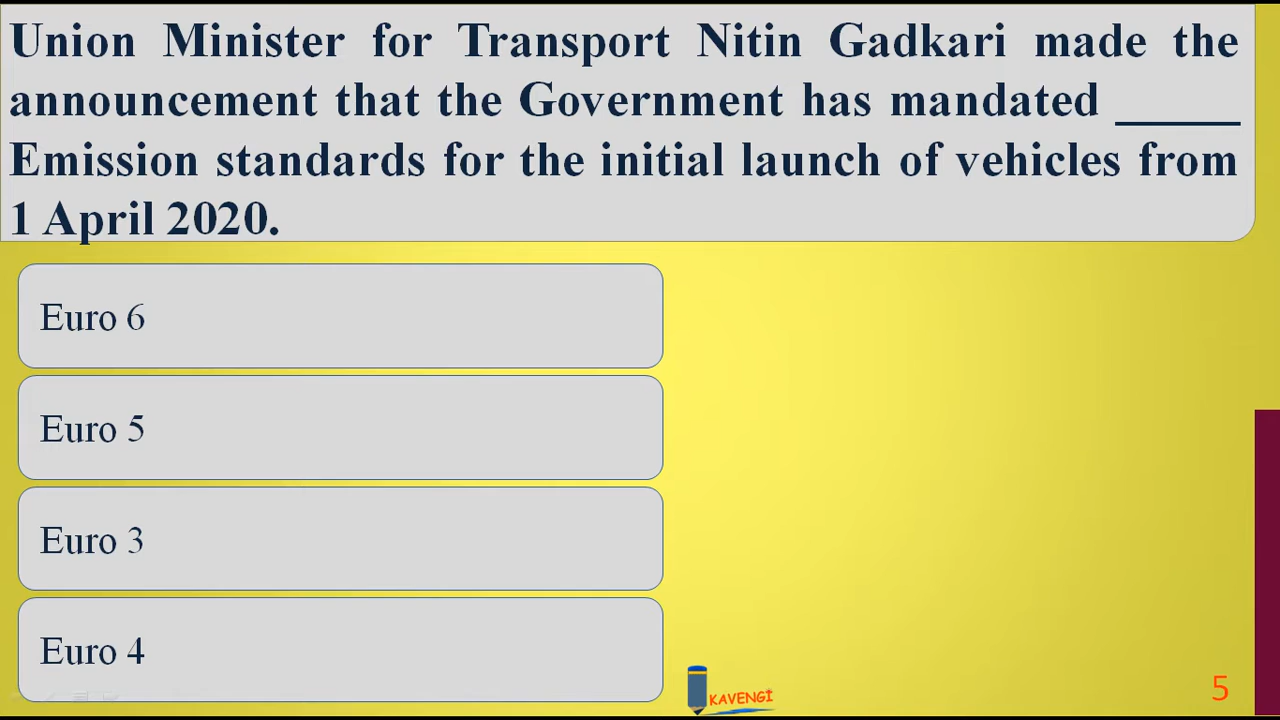 Union Minister for Transport Nitin Gadkari made the
announcement that the Government has mandated _____
Emission standards for the initial launch of vehicles from
1 April 2020.
Euro 6
Euro 5
Euro 3
Euro 4
KAVENGI
5